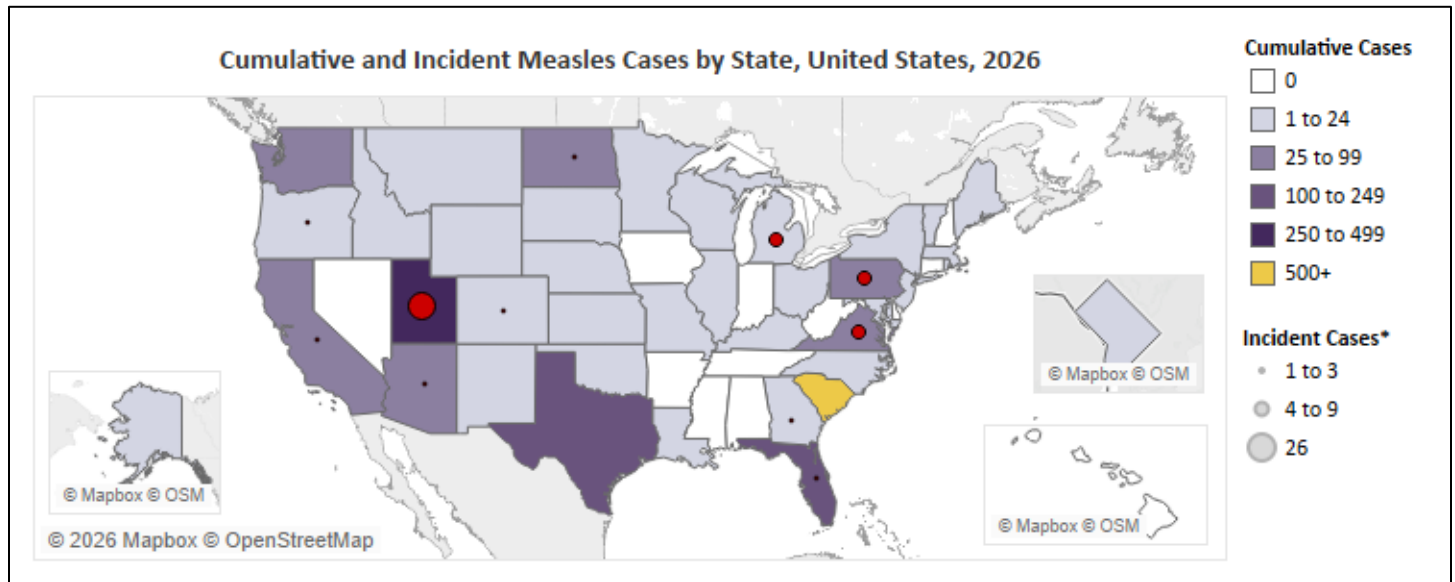 Cumulative and Incident Measles Cases by State, United States, 2026
Cumulative Cases
0
1 to 24
25 to 99
100 to 249
250 to 499
500+
Incident Cases*
1 to 3
4 to 9
26
© Mapbox © OSM
© Mapbox © OSM
© Mapbox © OSM
© 2026 Mapbox © OpenStreetMap